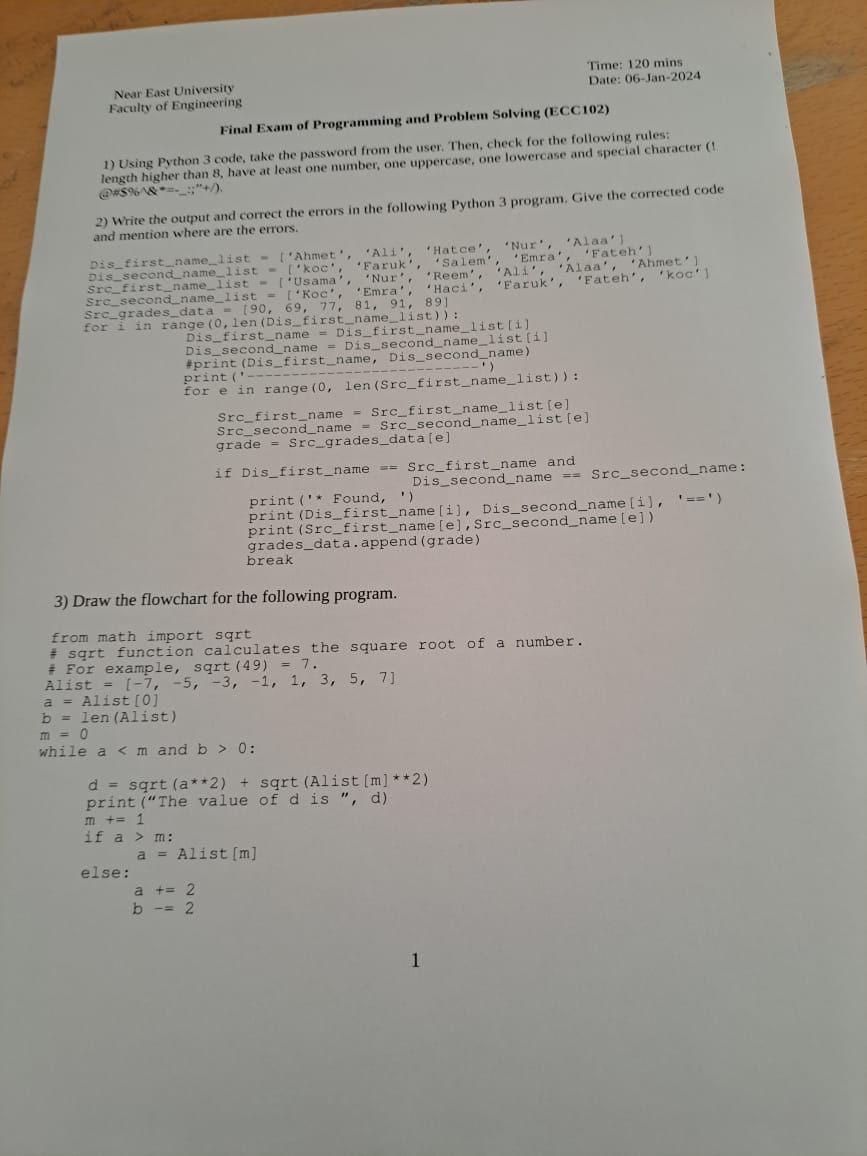 Near East University
Faculty of Engineering
Time: 120 mins
Date: 06-Jan-2024
Final Exam of Programming and Problem Solving (ECC102)
1) Using Python 3 code, take the password from the user. Then, check for the following rules:
length higher than 8, have at least one number, one uppercase, one lowercase and special character (!
@#$%^&*=-_:;"+/).
2) Write the output and correct the errors in the following Python 3 program. Give the corrected code
and mention where are the errors.
Dis_first_name_list = ['Ahmet', 'Ali', 'Hatce', 'Nur', 'Alaa']
Dis_second_name_list = ['koc', 'Faruk', 'Salem', 'Emra', 'Fateh']
Src_first_name_list = ['Usama', 'Nur', 'Reem', 'Ali', 'Alaa', 'Ahmet']
Src_second_name_list = ['Koc', 'Emra', 'Haci', 'Faruk', 'Fateh', 'koc']
Src_grades_data = [90, 69, 77, 81, 91, 89]
for i in range(0,len(Dis_first_name_list)):
Dis_first_name = Dis_first_name_list[i]
Dis_second_name = Dis_second_name_list[i]
#print(Dis_first_name, Dis_second_name)
print('--------------------------')
for e in range(0, len(Src_first_name_list)):
Src_first_name = Src_first_name_list[e]
Src_second_name = Src_second_name_list[e]
grade = Src_grades_data[e]
if Dis_first_name == Src_first_name and
Dis_second_name == Src_second_name:
print('* Found, ')
print(Dis_first_name[i], Dis_second_name[i], '==')
print(Src_first_name[e],Src_second_name[e])
grades_data.append(grade)
break
3) Draw the flowchart for the following program.
from math import sqrt
# sqrt function calculates the square root of a number.
# For example, sqrt(49) = 7.
Alist = [-7, -5, -3, -1, 1, 3, 5, 7]
a = Alist[0]
b = len(Alist)
m = 0
while a < m and b > 0:
d = sqrt(a**2) + sqrt(Alist[m]**2)
print(“The value of d is ”, d)
m += 1
if a > m:
a = Alist[m]
else:
a += 2
b -= 2
1